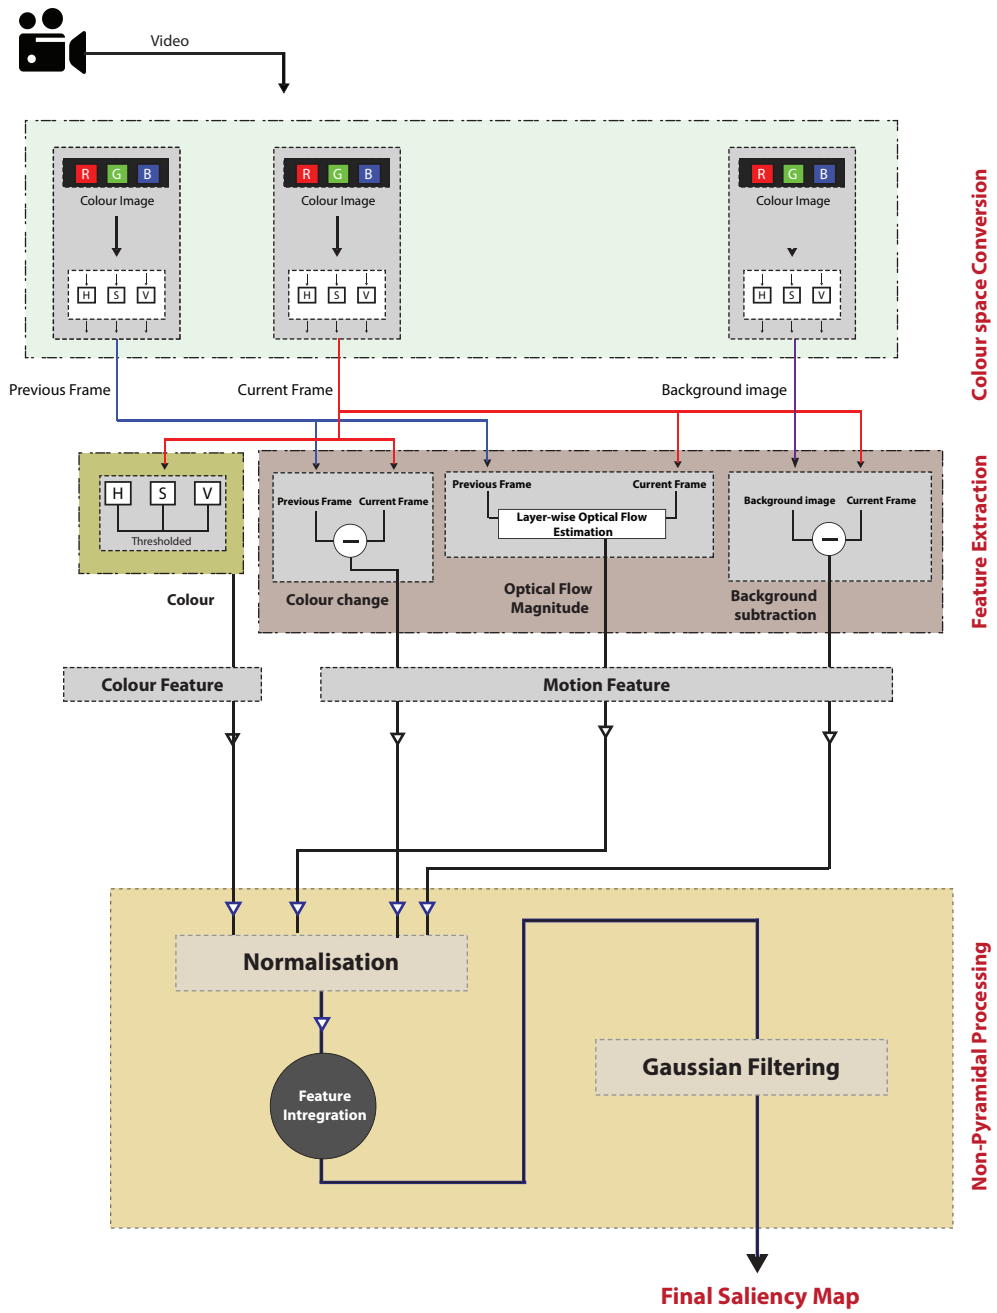 Video
R G B
Colour Image
H S V
R G B
Colour Image
H S V
R G B
Colour Image
H S V
Colour space Conversion
Previous Frame
Current Frame
Background image
H S V
Thresholded
Colour
Previous Frame Current Frame
Colour change
Previous Frame
Current Frame
Layer-wise Optical Flow
Estimation
Optical Flow
Magnitude
Background image Current Frame
Background
subtraction
Feature Extraction
Colour Feature
Motion Feature
Normalisation
Feature
Intregration
Gaussian Filtering
Non-Pyramidal Processing
Final Saliency Map